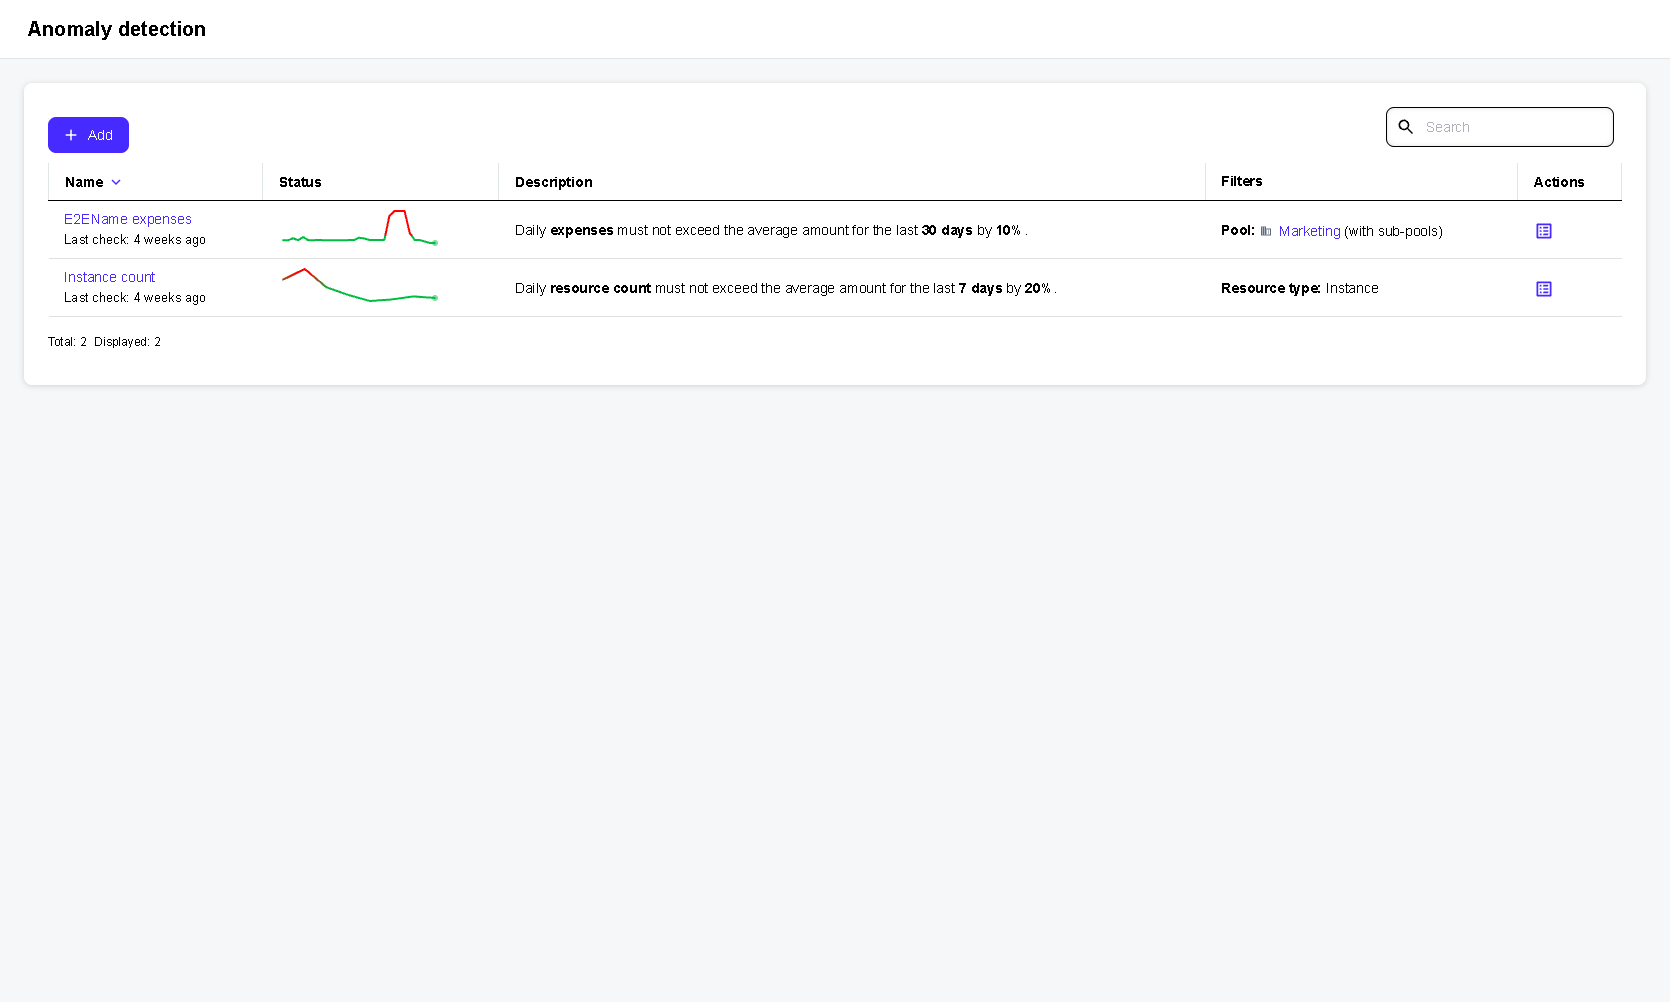 Anomaly detection
Add
Search
Name Status Description Filters Actions
E2EName expenses
Last check: 4 weeks ago
Daily expenses must not exceed the average amount for the last 30 days by 10% .
Pool: Marketing (with sub-pools)
Instance count
Last check: 4 weeks ago
Daily resource count must not exceed the average amount for the last 7 days by 20% .
Resource type: Instance
Total: 2 Displayed: 2